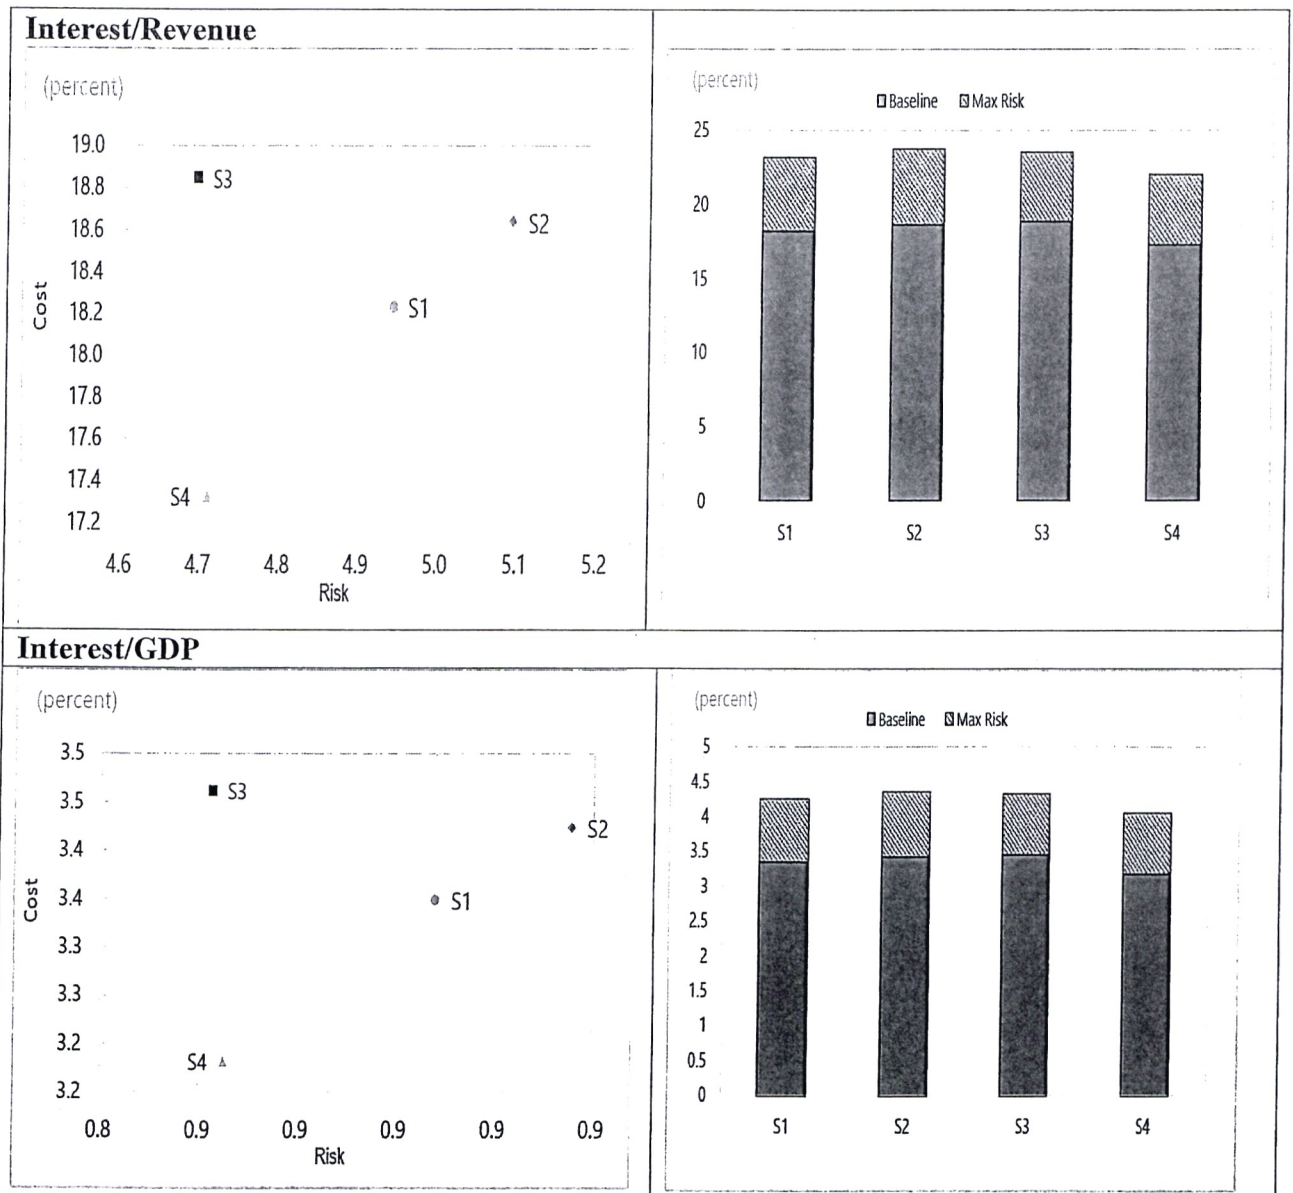 Interest/Revenue
(percent)
19.0
18.8
18.6
18.4
18.2
18.0
17.8
17.6
17.4
17.2
Cost
S3
S2
S1
S4
4.6 4.7 4.8 4.9 5.0 5.1 5.2
Risk
(percent)
Baseline Max Risk
25
20
15
10
5
0
S1 S2 S3 S4
Interest/GDP
(percent)
3.5
3.5
3.4
3.4
3.3
3.3
3.2
3.2
Cost
S3
S2
S1
S4
0.8 0.9 0.9 0.9 0.9 0.9
Risk
(percent)
Baseline Max Risk
5
4.5
4
3.5
3
2.5
2
1.5
1
0.5
0
S1 S2 S3 S4